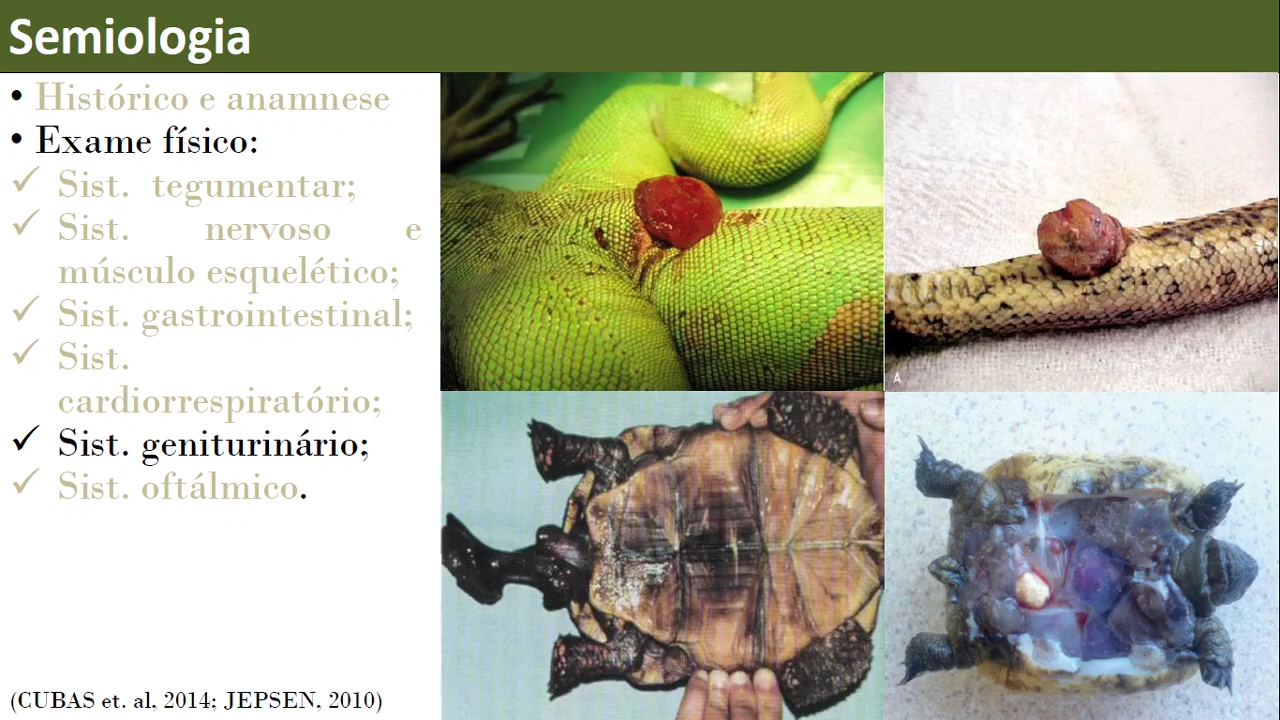 Semiologia
• Histórico e anamnese
• Exame físico:
✓ Sist. tegumentar;
✓ Sist. nervoso e
músculo esquelético;
✓ Sist. gastrointestinal;
✓ Sist.
cardiorrespiratório;
✓ Sist. geniturinário;
✓ Sist. oftálmico.
A
(CUBAS et. al, 2014; JEPSEN, 2010)